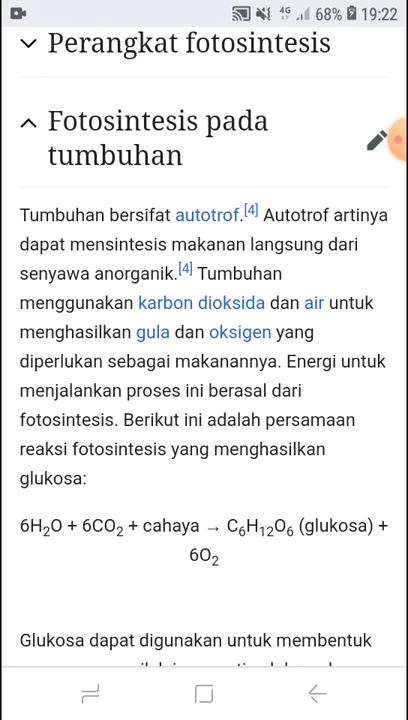 4G 68% 19:22
Perangkat fotosintesis
Fotosintesis pada
tumbuhan
Tumbuhan bersifat autotrof.[4] Autotrof artinya
dapat mensintesis makanan langsung dari
senyawa anorganik.[4] Tumbuhan
menggunakan karbon dioksida dan air untuk
menghasilkan gula dan oksigen yang
diperlukan sebagai makanannya. Energi untuk
menjalankan proses ini berasal dari
fotosintesis. Berikut ini adalah persamaan
reaksi fotosintesis yang menghasilkan
glukosa:
6H₂O + 6CO₂ + cahaya → C₆H₁₂O₆ (glukosa) +
6O₂
Glukosa dapat digunakan untuk membentuk